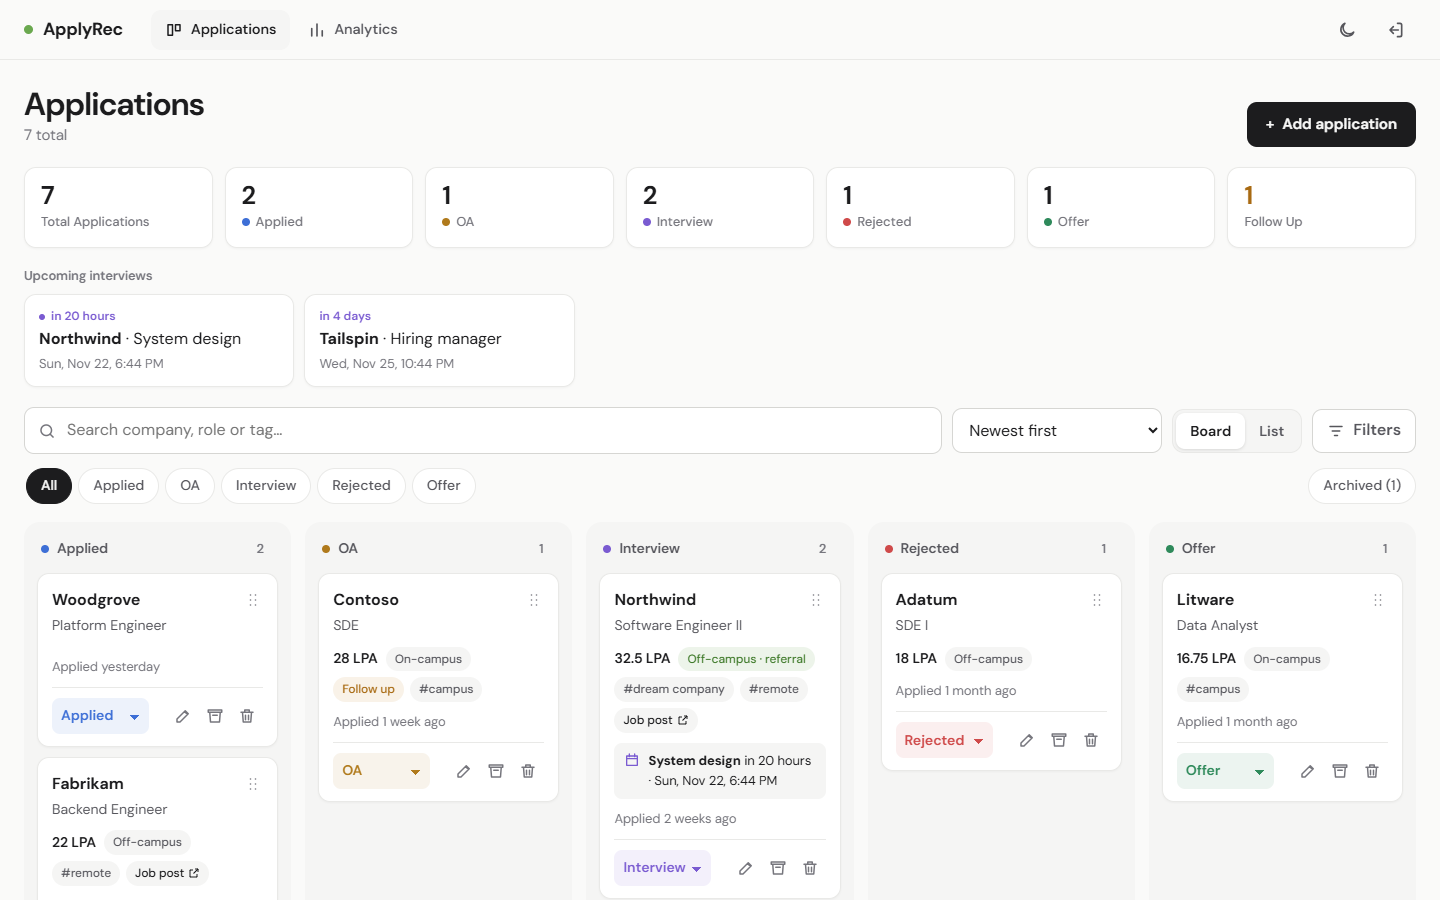 ApplyRec
Applications
Analytics
Applications
7 total
+ Add application
7
Total Applications
2
Applied
1
OA
2
Interview
1
Rejected
1
Offer
1
Follow Up
Upcoming interviews
in 20 hours
Northwind · System design
Sun, Nov 22, 6:44 PM
in 4 days
Tailspin · Hiring manager
Wed, Nov 25, 10:44 PM
Search company, role or tag...
Newest first
Board
List
Filters
All
Applied
OA
Interview
Rejected
Offer
Archived (1)
Applied 2
Woodgrove
Platform Engineer
Applied yesterday
Applied
Fabrikam
Backend Engineer
22 LPA Off-campus
#remote Job post
OA 1
Contoso
SDE
28 LPA On-campus
Follow up #campus
Applied 1 week ago
OA
Interview 2
Northwind
Software Engineer II
32.5 LPA Off-campus · referral
#dream company #remote
Job post
System design in 20 hours
· Sun, Nov 22, 6:44 PM
Applied 2 weeks ago
Interview
Rejected 1
Adatum
SDE I
18 LPA Off-campus
Applied 1 month ago
Rejected
Offer 1
Litware
Data Analyst
16.75 LPA On-campus
#campus
Applied 1 month ago
Offer